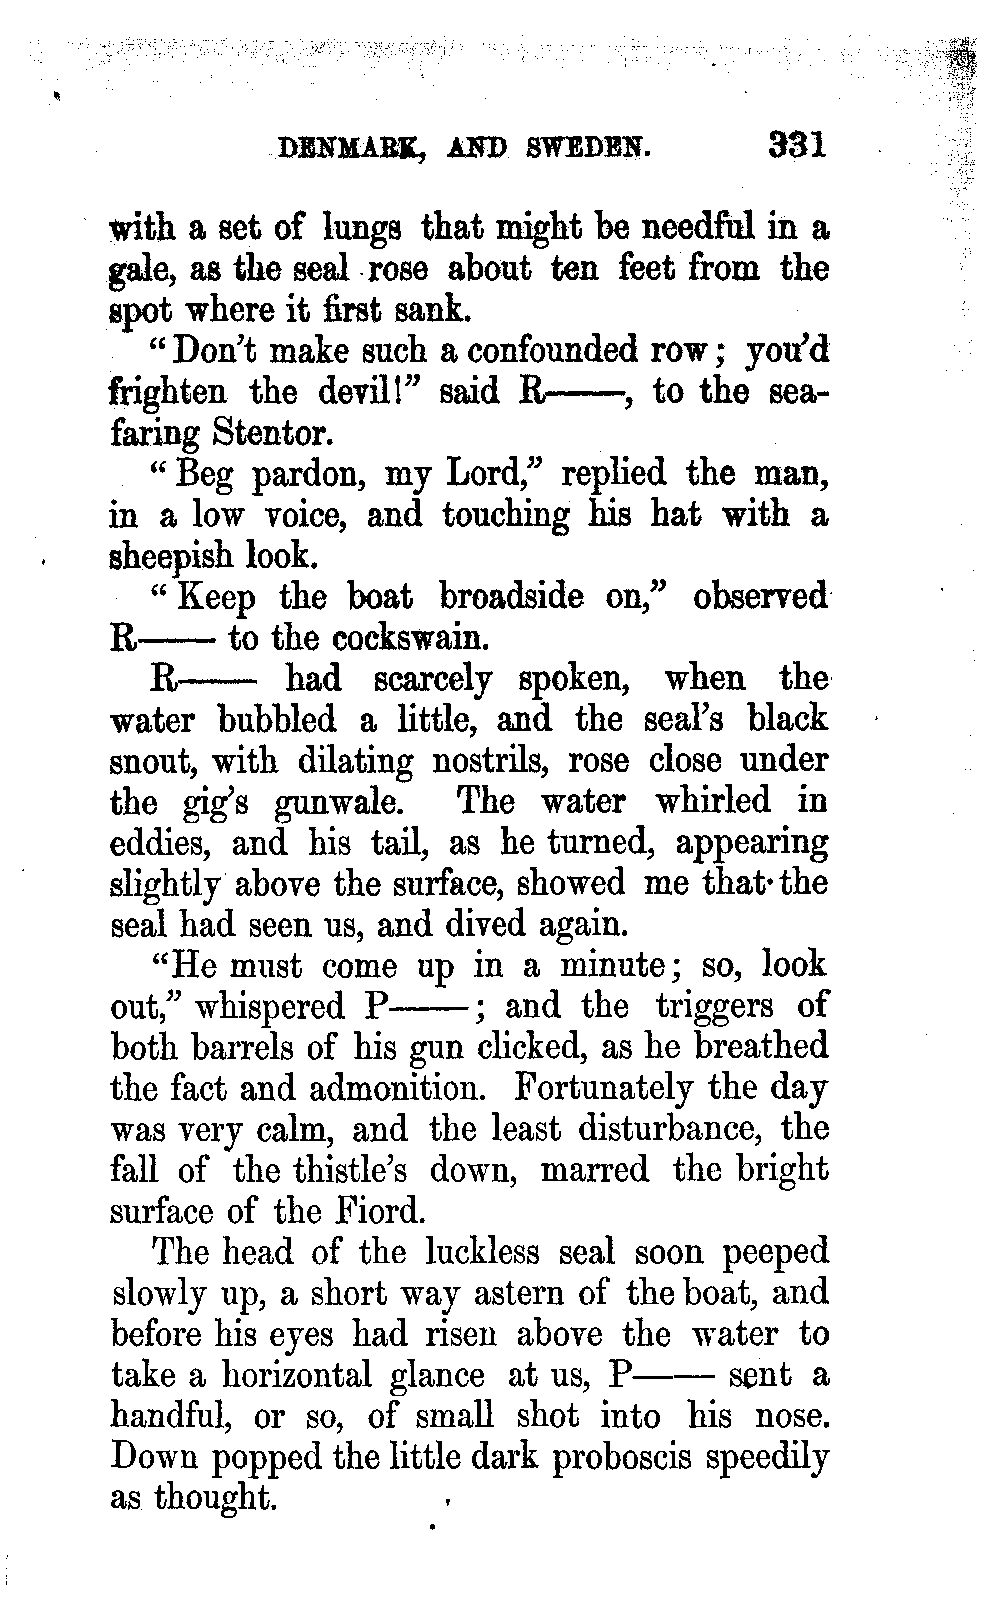 DENMARK, AND SWEDEN. 331
with a set of lungs that might be needful in a
gale, as the seal rose about ten feet from the
spot where it first sank.
“Don't make such a confounded row; you'd
frighten the devil!” said R——, to the sea-
faring Stentor.
“Beg pardon, my Lord,” replied the man,
in a low voice, and touching his hat with a
sheepish look.
“Keep the boat broadside on,” observed
R—— to the cockswain.
R—— had scarcely spoken, when the
water bubbled a little, and the seal's black
snout, with dilating nostrils, rose close under
the gig's gunwale. The water whirled in
eddies, and his tail, as he turned, appearing
slightly above the surface, showed me that the
seal had seen us, and dived again.
“He must come up in a minute; so, look
out,” whispered P——; and the triggers of
both barrels of his gun clicked, as he breathed
the fact and admonition. Fortunately the day
was very calm, and the least disturbance, the
fall of the thistle's down, marred the bright
surface of the Fiord.
The head of the luckless seal soon peeped
slowly up, a short way astern of the boat, and
before his eyes had risen above the water to
take a horizontal glance at us, P—— sent a
handful, or so, of small shot into his nose.
Down popped the little dark proboscis speedily
as thought.